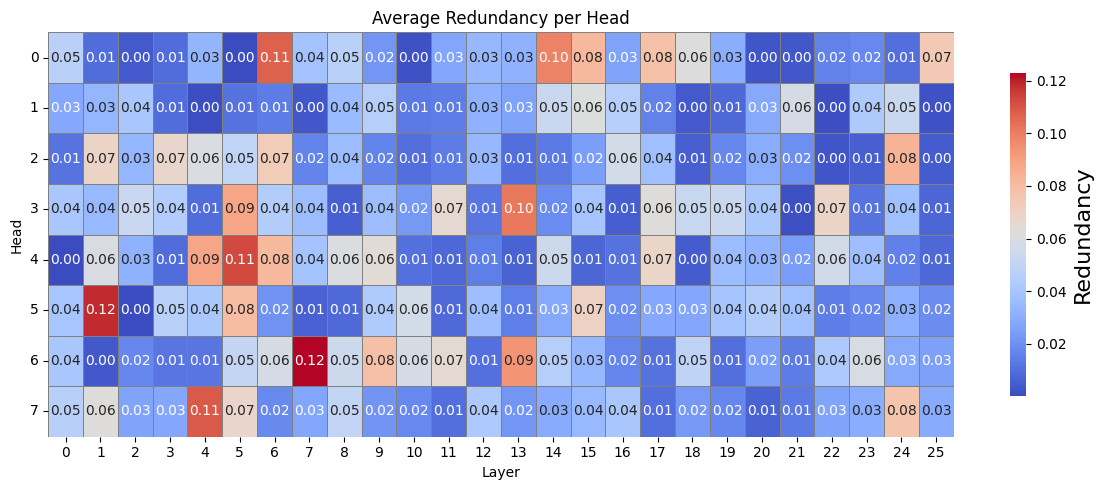 Average Redundancy per Head
0 0.05 0.01 0.00 0.01 0.03 0.00 0.11 0.04 0.05 0.02 0.00 0.03 0.03 0.03 0.10 0.08 0.03 0.08 0.06 0.03 0.00 0.00 0.02 0.02 0.01 0.07
1 0.03 0.03 0.04 0.01 0.00 0.01 0.01 0.00 0.04 0.05 0.01 0.01 0.03 0.03 0.05 0.06 0.05 0.02 0.00 0.01 0.03 0.06 0.00 0.04 0.05 0.00
2 0.01 0.07 0.03 0.07 0.06 0.05 0.07 0.02 0.04 0.02 0.01 0.01 0.03 0.01 0.01 0.02 0.06 0.04 0.01 0.02 0.03 0.02 0.00 0.01 0.08 0.00
3 0.04 0.04 0.05 0.04 0.01 0.09 0.04 0.04 0.01 0.04 0.02 0.07 0.01 0.10 0.02 0.04 0.01 0.06 0.05 0.05 0.04 0.00 0.07 0.01 0.04 0.01
4 0.00 0.06 0.03 0.01 0.09 0.11 0.08 0.04 0.06 0.06 0.01 0.01 0.01 0.01 0.05 0.01 0.01 0.07 0.00 0.04 0.03 0.02 0.06 0.04 0.02 0.01
5 0.04 0.12 0.00 0.05 0.04 0.08 0.02 0.01 0.01 0.04 0.06 0.01 0.04 0.01 0.03 0.07 0.02 0.03 0.03 0.04 0.04 0.04 0.01 0.02 0.03 0.02
6 0.04 0.00 0.02 0.01 0.01 0.05 0.06 0.12 0.05 0.08 0.06 0.07 0.01 0.09 0.05 0.03 0.02 0.01 0.05 0.01 0.02 0.01 0.04 0.06 0.03 0.03
7 0.05 0.06 0.03 0.03 0.11 0.07 0.02 0.03 0.05 0.02 0.02 0.01 0.04 0.02 0.03 0.04 0.04 0.01 0.02 0.02 0.01 0.01 0.03 0.03 0.08 0.03
0 1 2 3 4 5 6 7 8 9 10 11 12 13 14 15 16 17 18 19 20 21 22 23 24 25
Layer
Head
0.12
0.10
0.08
0.06
0.04
0.02
Redundancy